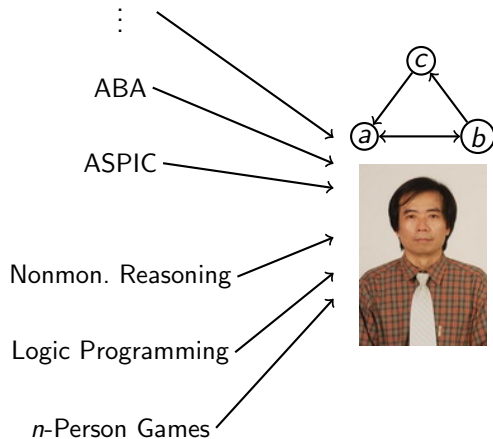 ⋮
ABA
ASPIC
Nonmon. Reasoning
Logic Programming
n-Person Games
c
a
b